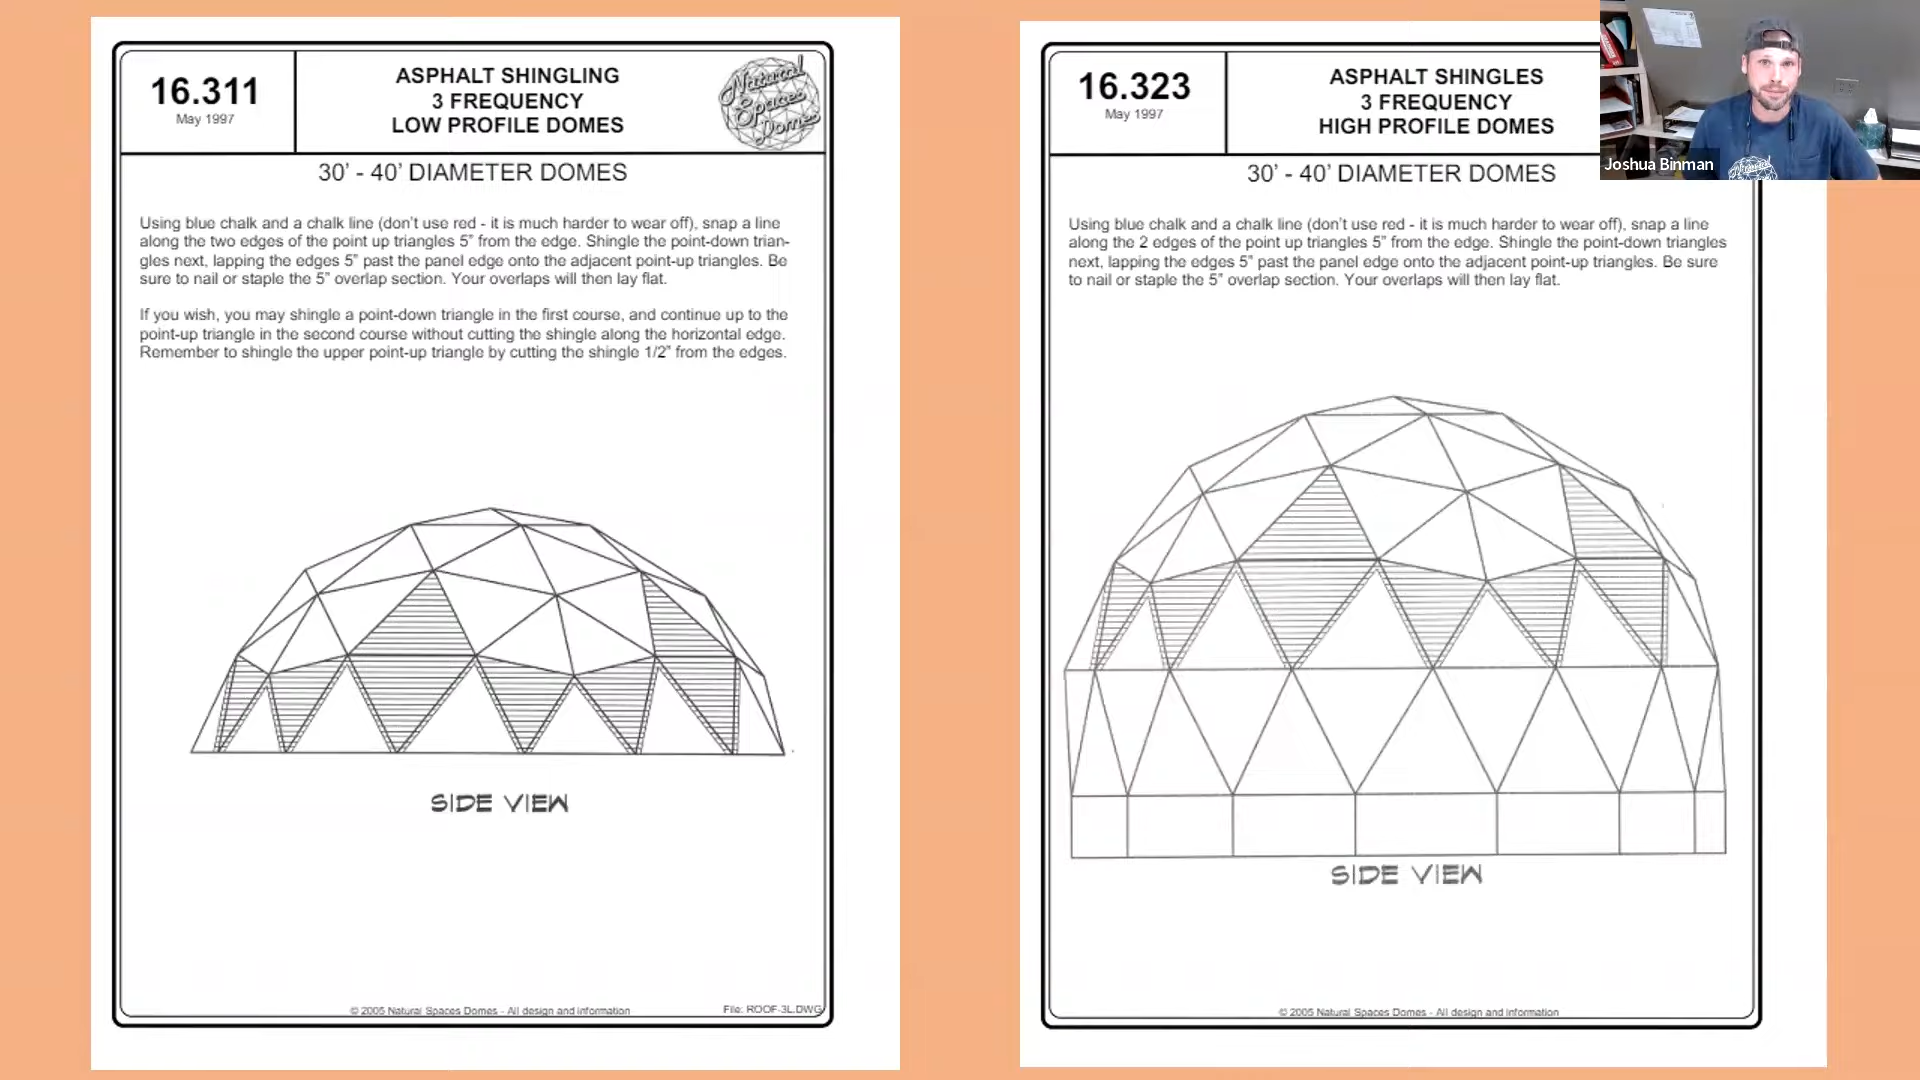 16.311
May 1997
ASPHALT SHINGLING
3 FREQUENCY
LOW PROFILE DOMES
Natural
Spaces
Domes
30’ - 40’ DIAMETER DOMES
Using blue chalk and a chalk line (don’t use red - it is much harder to wear off), snap a line
along the two edges of the point up triangles 5” from the edge. Shingle the point-down trian-
gles next, lapping the edges 5” past the panel edge onto the adjacent point-up triangles. Be
sure to nail or staple the 5” overlap section. Your overlaps will then lay flat.
If you wish, you may shingle a point-down triangle in the first course, and continue up to the
point-up triangle in the second course without cutting the shingle along the horizontal edge.
Remember to shingle the upper point-up triangle by cutting the shingle 1/2” from the edges.
SIDE VIEW
© 2005 Natural Spaces Domes - All design and information
File: ROOF-3L.DWG
16.323
May 1997
ASPHALT SHINGLES
3 FREQUENCY
HIGH PROFILE DOMES
30’ - 40’ DIAMETER DOMES
Using blue chalk and a chalk line (don’t use red - it is much harder to wear off), snap a line
along the 2 edges of the point up triangles 5” from the edge. Shingle the point-down triangles
next, lapping the edges 5” past the panel edge onto the adjacent point-up triangles. Be sure
to nail or staple the 5” overlap section. Your overlaps will then lay flat.
SIDE VIEW
© 2005 Natural Spaces Domes - All design and information
Joshua Binman